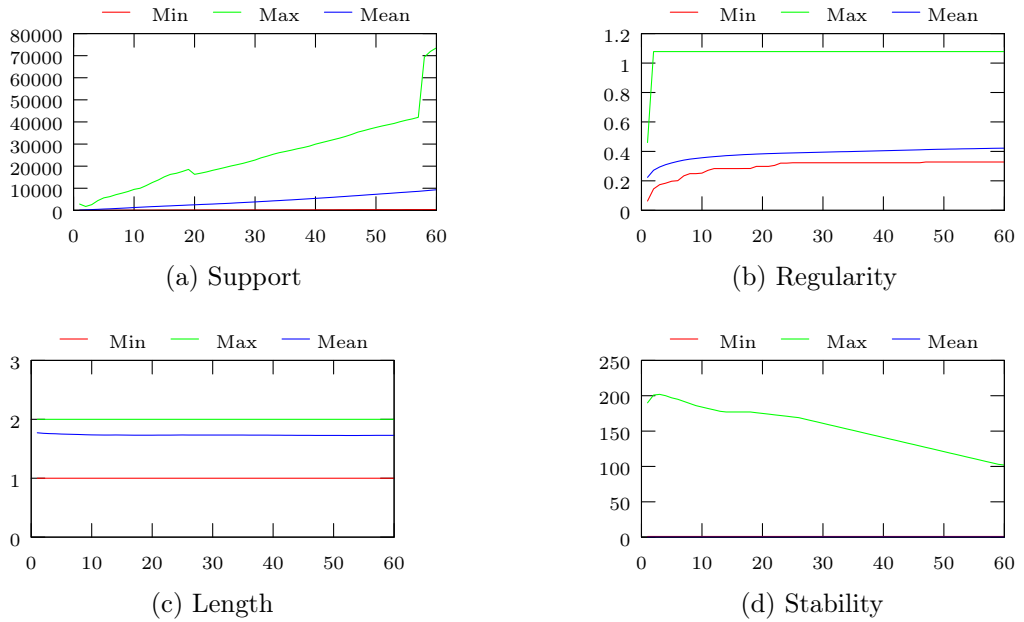 Min Max Mean
80000
70000
60000
50000
40000
30000
20000
10000
0
0 10 20 30 40 50 60
(a) Support
Min Max Mean
1.2
1
0.8
0.6
0.4
0.2
0
0 10 20 30 40 50 60
(b) Regularity
Min Max Mean
3
2
1
0
0 10 20 30 40 50 60
(c) Length
Min Max Mean
250
200
150
100
50
0
0 10 20 30 40 50 60
(d) Stability